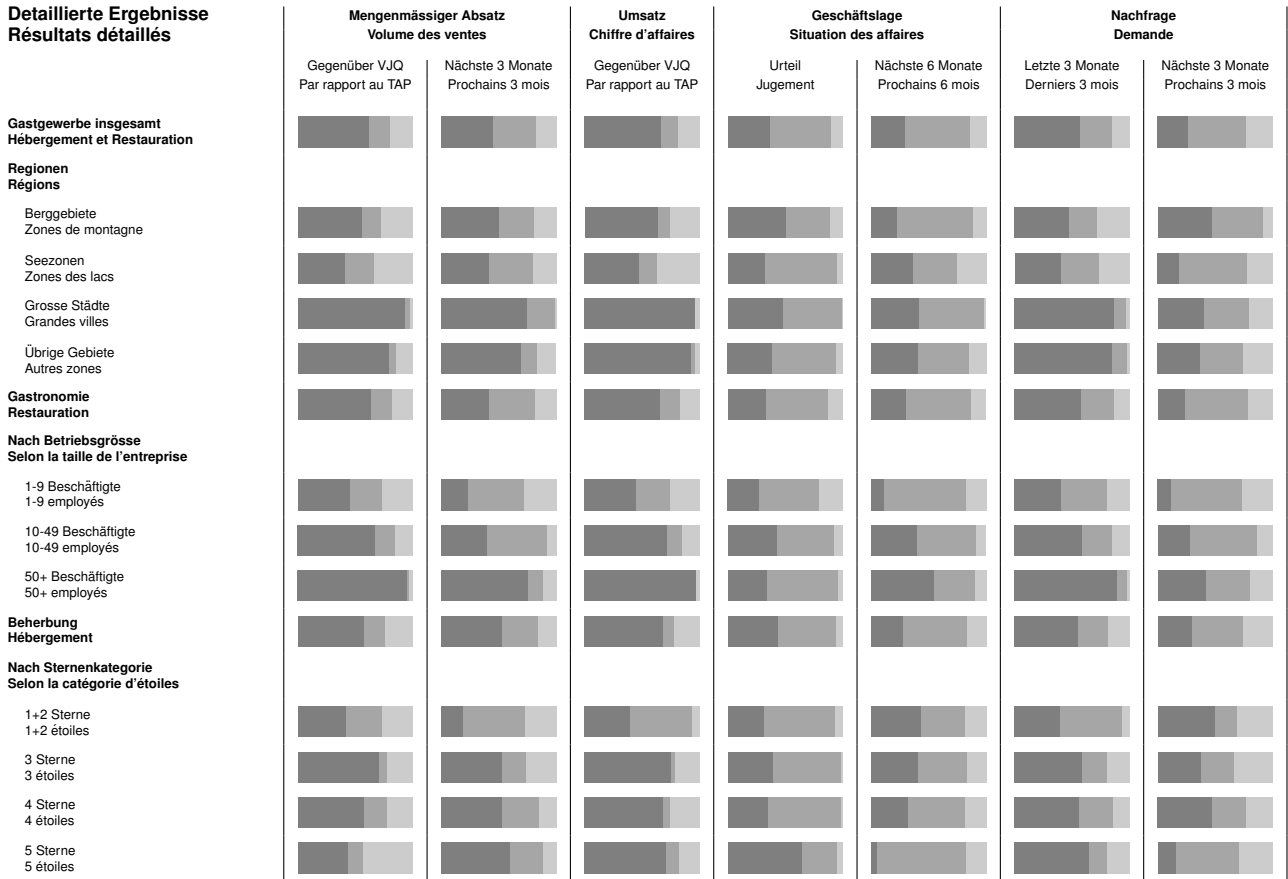 Detaillierte Ergebnisse
Résultats détaillés
Mengenmässiger Absatz
Volume des ventes
Umsatz
Chiffre d'affaires
Geschäftslage
Situation des affaires
Nachfrage
Demande
Gegenüber VJQ
Par rapport au TAP
Nächste 3 Monate
Prochains 3 mois
Gegenüber VJQ
Par rapport au TAP
Urteil
Jugement
Nächste 6 Monate
Prochains 6 mois
Letzte 3 Monate
Derniers 3 mois
Nächste 3 Monate
Prochains 3 mois
Gastgewerbe insgesamt
Hébergement et Restauration
Regionen
Régions
Berggebiete
Zones de montagne
Seezonen
Zones des lacs
Grosse Städte
Grandes villes
Übrige Gebiete
Autres zones
Gastronomie
Restauration
Nach Betriebsgrösse
Selon la taille de l'entreprise
1-9 Beschäftigte
1-9 employés
10-49 Beschäftigte
10-49 employés
50+ Beschäftigte
50+ employés
Beherbung
Hébergement
Nach Sternenkategorie
Selon la catégorie d'étoiles
1+2 Sterne
1+2 étoiles
3 Sterne
3 étoiles
4 Sterne
4 étoiles
5 Sterne
5 étoiles